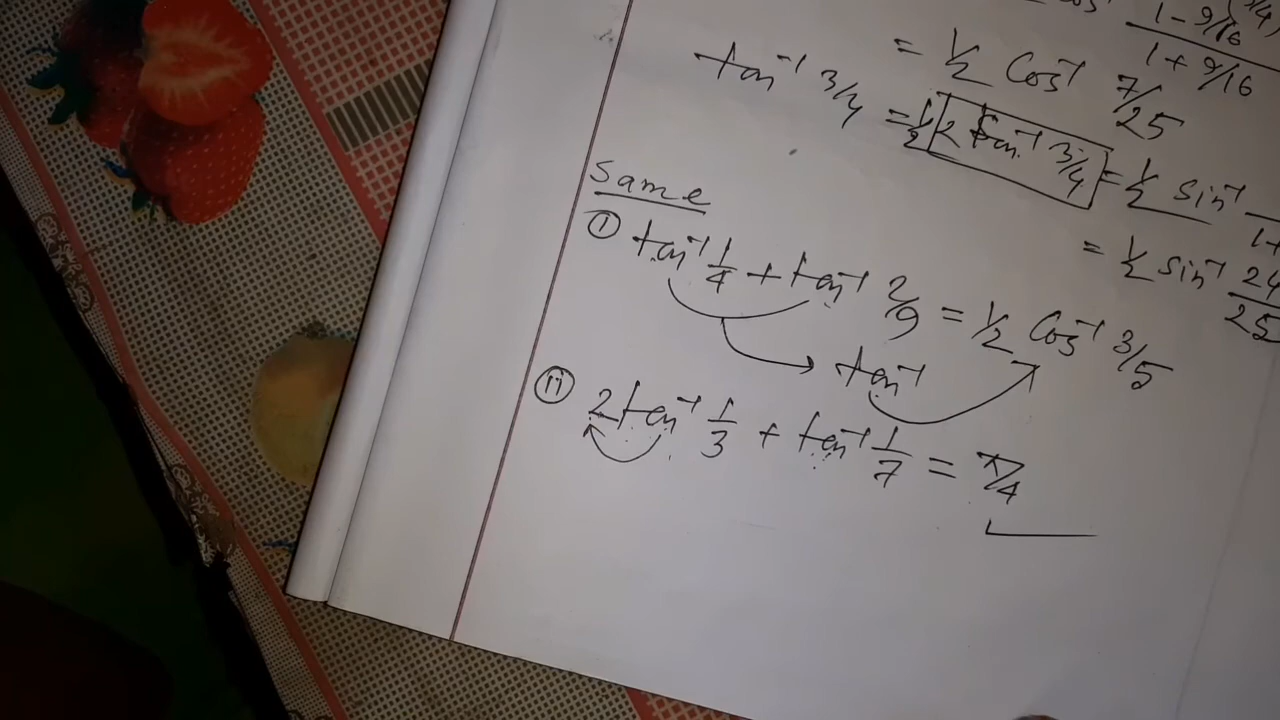 1 - 9/16
1 + 9/16
= 1/2 Cos⁻¹ 7/25
tan⁻¹ 3/4 = 1/2 2 tan⁻¹ 3/4 = 1/2 sin⁻¹
= 1/2 sin⁻¹ 24/25
Same
(i) tan⁻¹ 1/4 + tan⁻¹ 2/9 = 1/2 Cos⁻¹ 3/5
tan⁻¹
(ii) 2 tan⁻¹ 1/3 + tan⁻¹ 1/7 = π/4